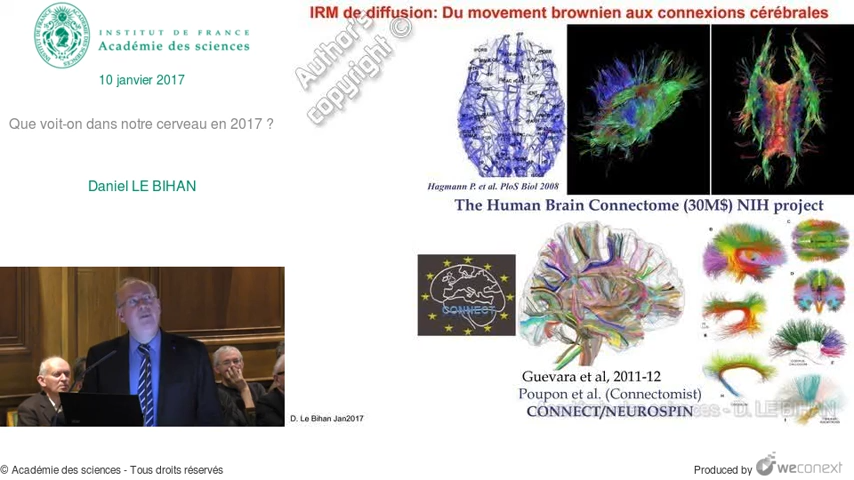 INSTITUT DE FRANCE
Académie des sciences
10 janvier 2017
Que voit-on dans notre cerveau en 2017 ?
Daniel LE BIHAN
IRM de diffusion: Du movement brownien aux connexions cérébrales
Author's
copyright ©
Hagmann P. et al. PloS Biol 2008
The Human Brain Connectome (30M$) NIH project
CONNECT
Guevara et al, 2011-12
Poupon et al. (Connectomist)
CONNECT/NEUROSPIN
D. LE BIHAN
D. Le Bihan Jan2017
© Académie des sciences - Tous droits réservés
Produced by weconext